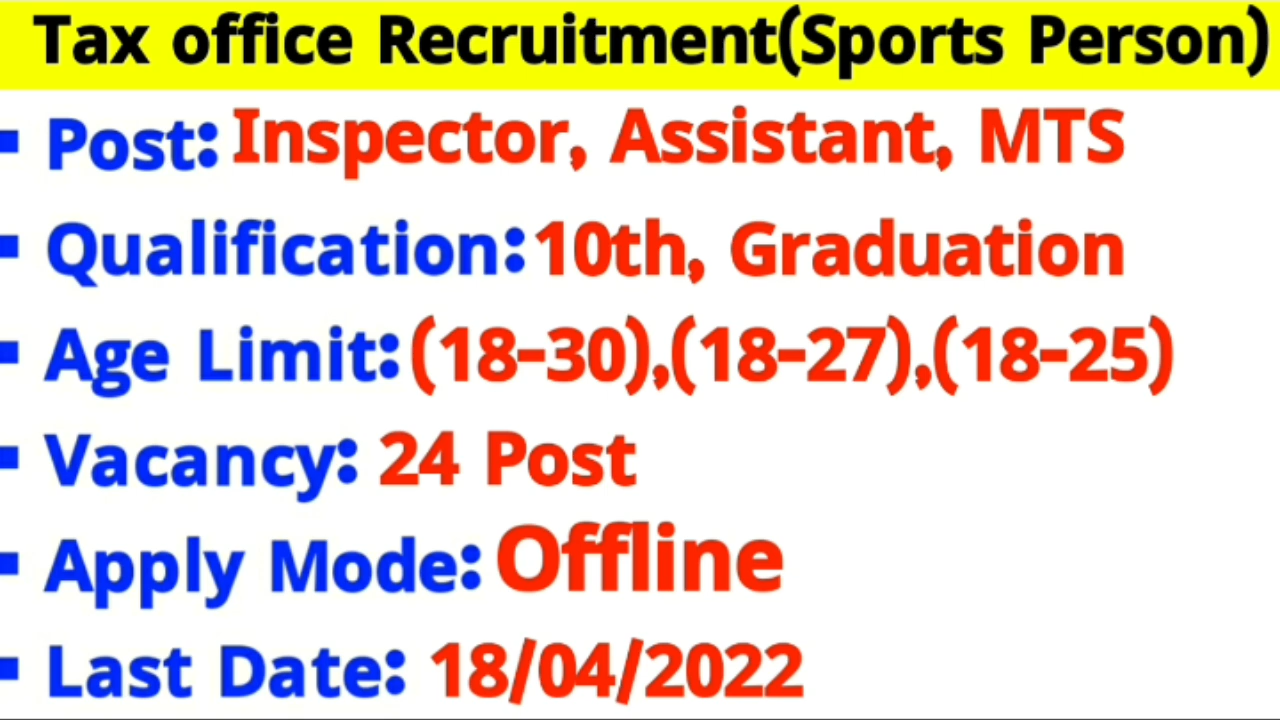 Tax office Recruitment(Sports Person)
▪ Post: Inspector, Assistant, MTS
▪ Qualification: 10th, Graduation
▪ Age Limit: (18-30),(18-27),(18-25)
▪ Vacancy: 24 Post
▪ Apply Mode: Offline
▪ Last Date: 18/04/2022